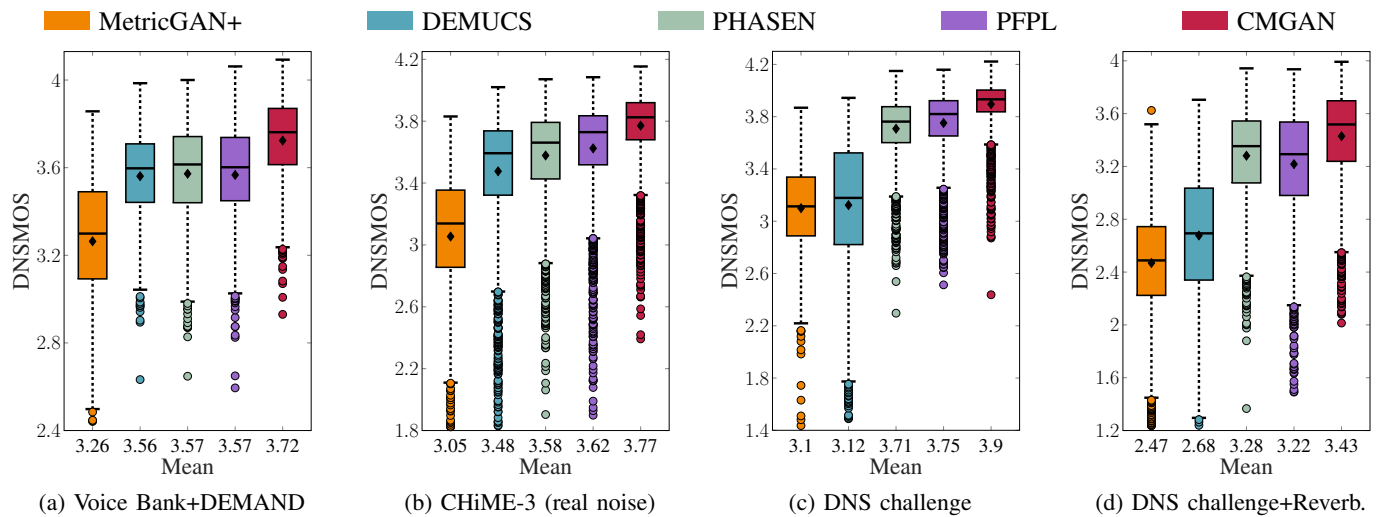 MetricGAN+ DEMUCS PHASEN PFPL CMGAN
DNSMOS
4
3.6
3.2
2.8
2.4
3.26 3.56 3.57 3.57 3.72
Mean
(a) Voice Bank+DEMAND
DNSMOS
4.2
3.8
3.4
3
2.6
2.2
1.8
3.05 3.48 3.58 3.62 3.77
Mean
(b) CHiME-3 (real noise)
DNSMOS
4.2
3.8
3.4
3
2.6
2.2
1.8
1.4
3.1 3.12 3.71 3.75 3.9
Mean
(c) DNS challenge
DNSMOS
4
3.6
3.2
2.8
2.4
2
1.6
1.2
2.47 2.68 3.28 3.22 3.43
Mean
(d) DNS challenge+Reverb.